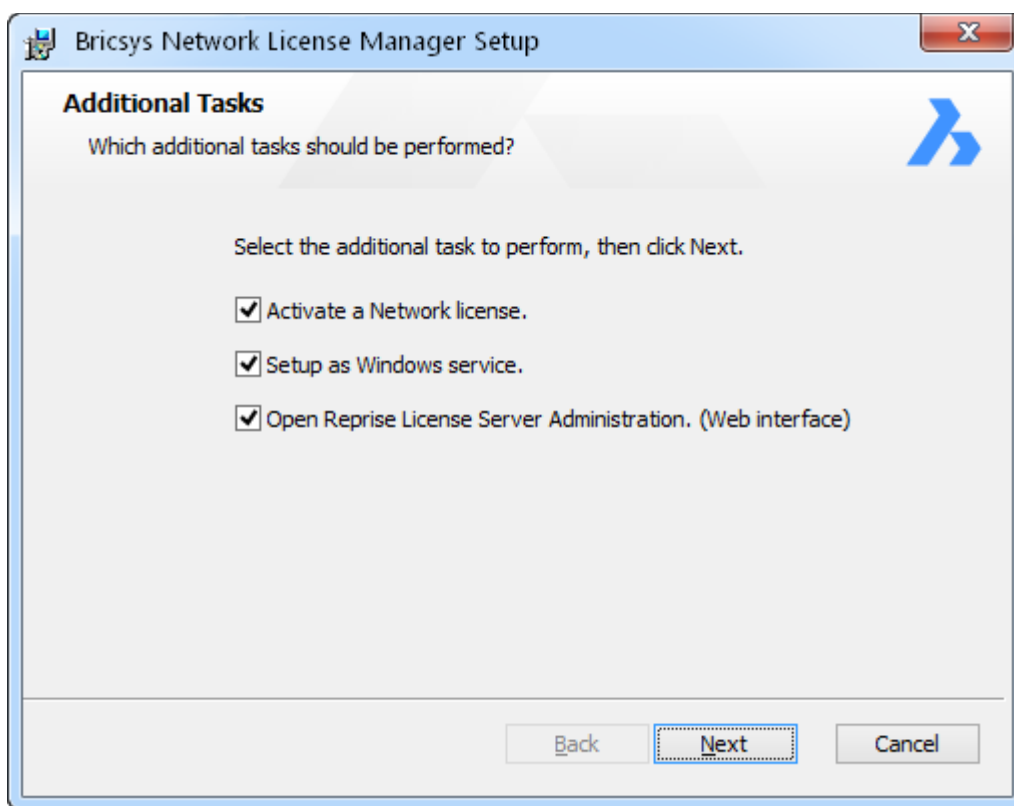 Bricsys Network License Manager Setup
Additional Tasks
Which additional tasks should be performed?
Select the additional task to perform, then click Next.
Activate a Network license.
Setup as Windows service.
Open Reprise License Server Administration. (Web interface)
Back Next Cancel